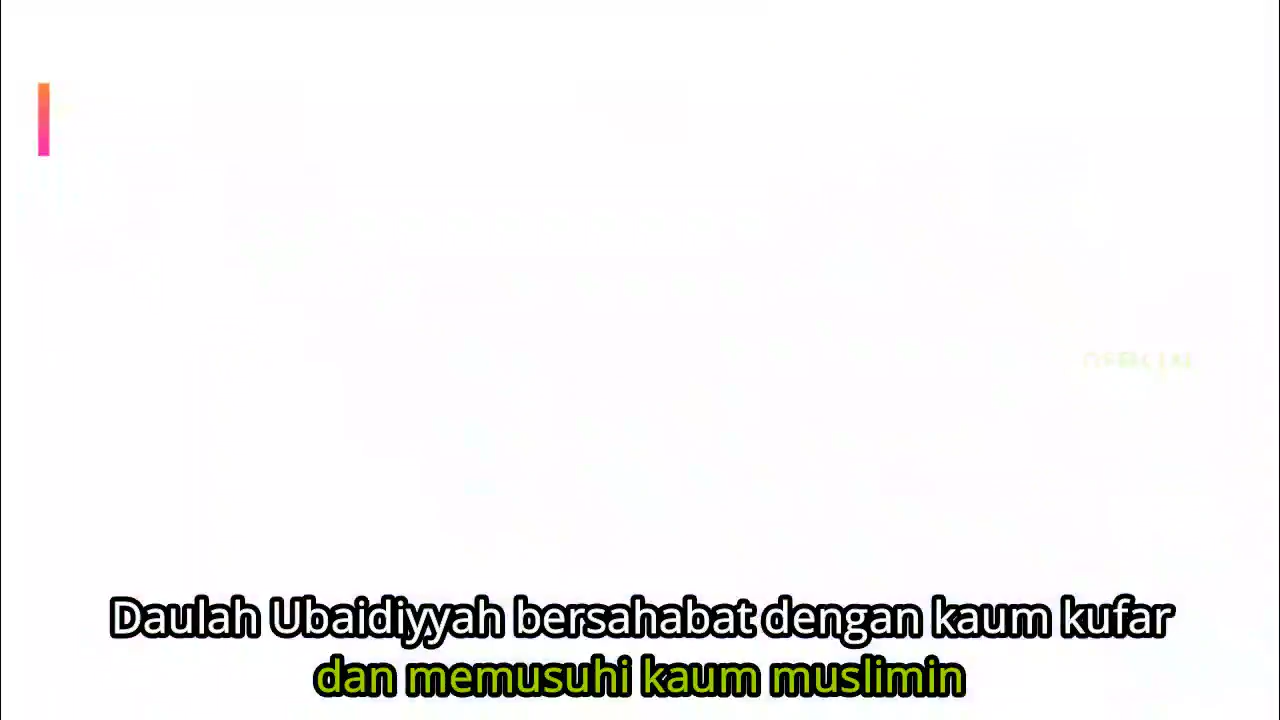 Daulah Ubaidiyyah bersahabat dengan kaum kufar
dan memusuhi kaum muslimin